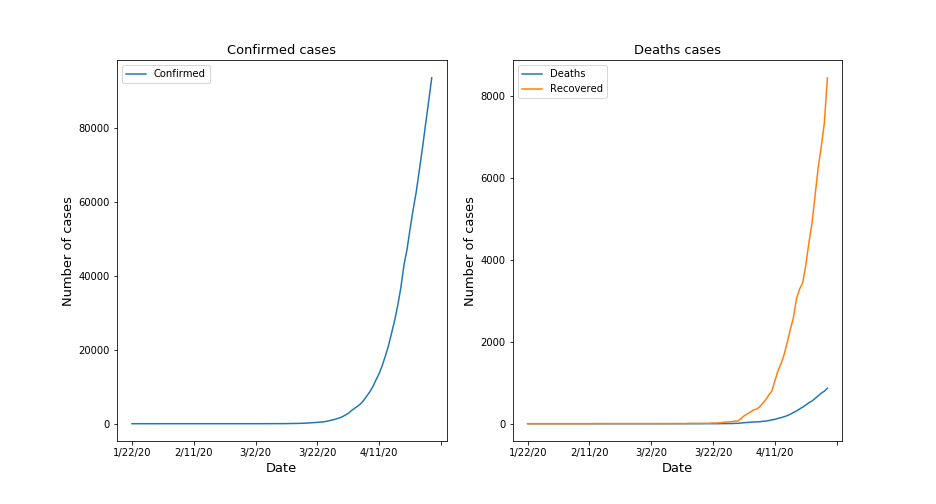 Confirmed cases
Confirmed
80000
60000
40000
20000
0
Number of cases
1/22/20
2/11/20
3/2/20
3/22/20
4/11/20
Date
Deaths cases
Deaths
Recovered
8000
6000
4000
2000
0
Number of cases
1/22/20
2/11/20
3/2/20
3/22/20
4/11/20
Date